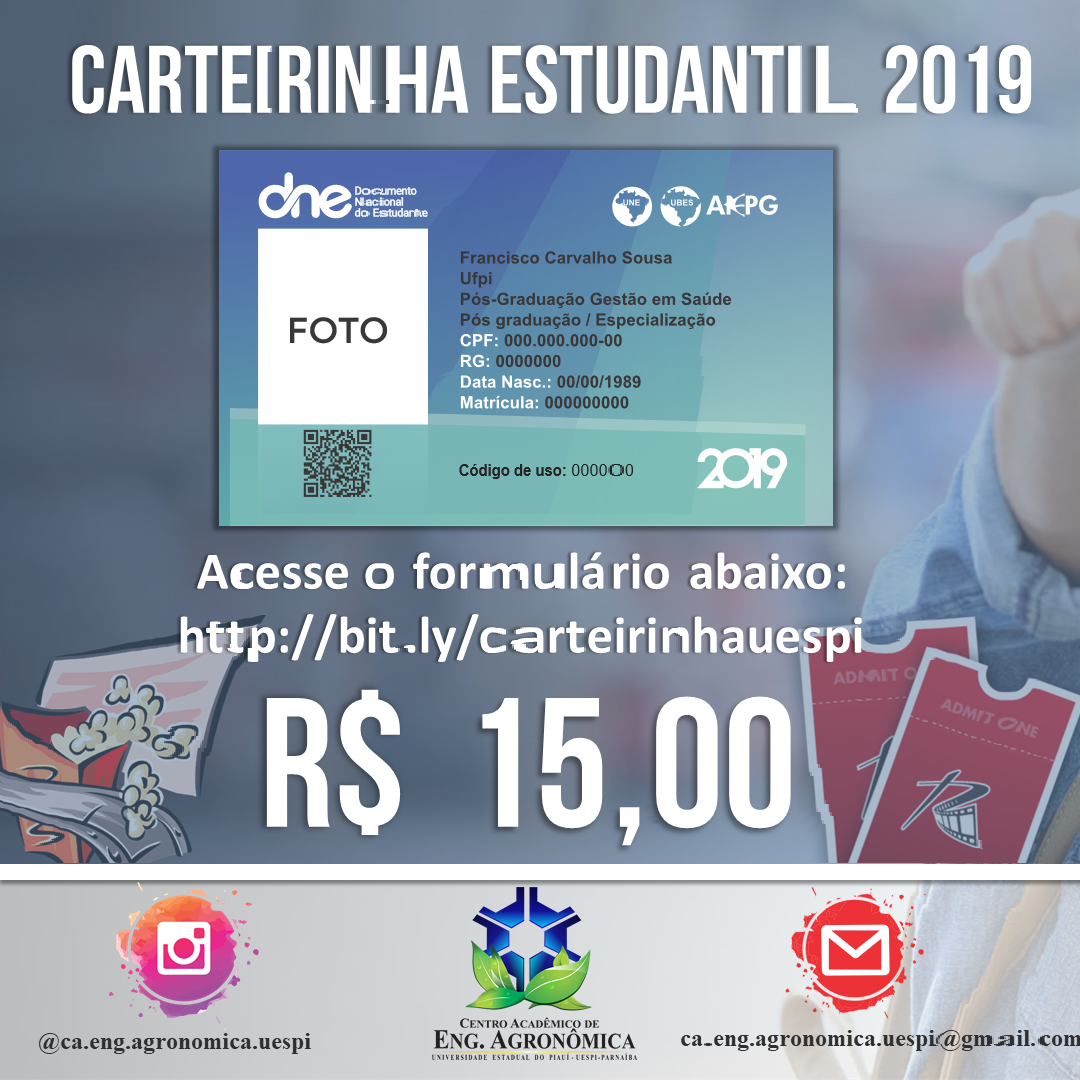 CARTEIRINHA ESTUDANTIL 2019
dne Documento
Nacional
do Estudante
UNE UBES ANPG
FOTO
Francisco Carvalho Sousa
Ufpi
Pós-Graduação Gestão em Saúde
Pós graduação / Especialização
CPF: 000.000.000-00
RG: 0000000
Data Nasc.: 00/00/1989
Matrícula: 000000000
Código de uso: 0000000
2019
Acesse o formulário abaixo:
http://bit.ly/carteirinhauespi
R$ 15,00
ADMIT O
ADMIT ONE
@ca.eng.agronomica.uespi
CENTRO ACADÊMICO DE
ENG. AGRONÔMICA
UNIVERSIDADE ESTADUAL DO PIAUÍ - UESPI-PARNAÍBA
ca.eng.agronomica.uespi@gmail.com